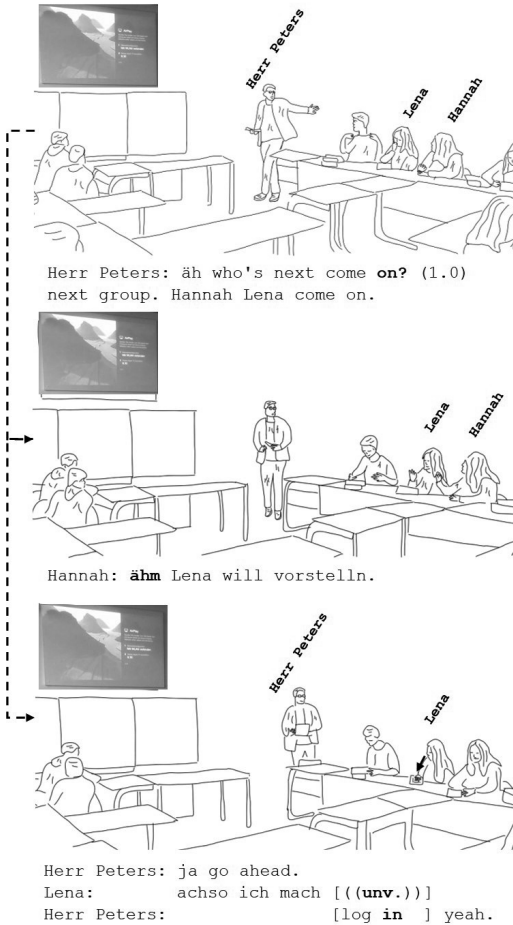 Herr Peters
Lena
Hannah
Herr Peters: äh who's next come on? (1.0)
next group. Hannah Lena come on.
Lena
Hannah
Hannah: ähm Lena will vorstelln.
Herr Peters
Lena
Herr Peters: ja go ahead.
Lena: achso ich mach [((unv.))]
Herr Peters: [log in ] yeah.